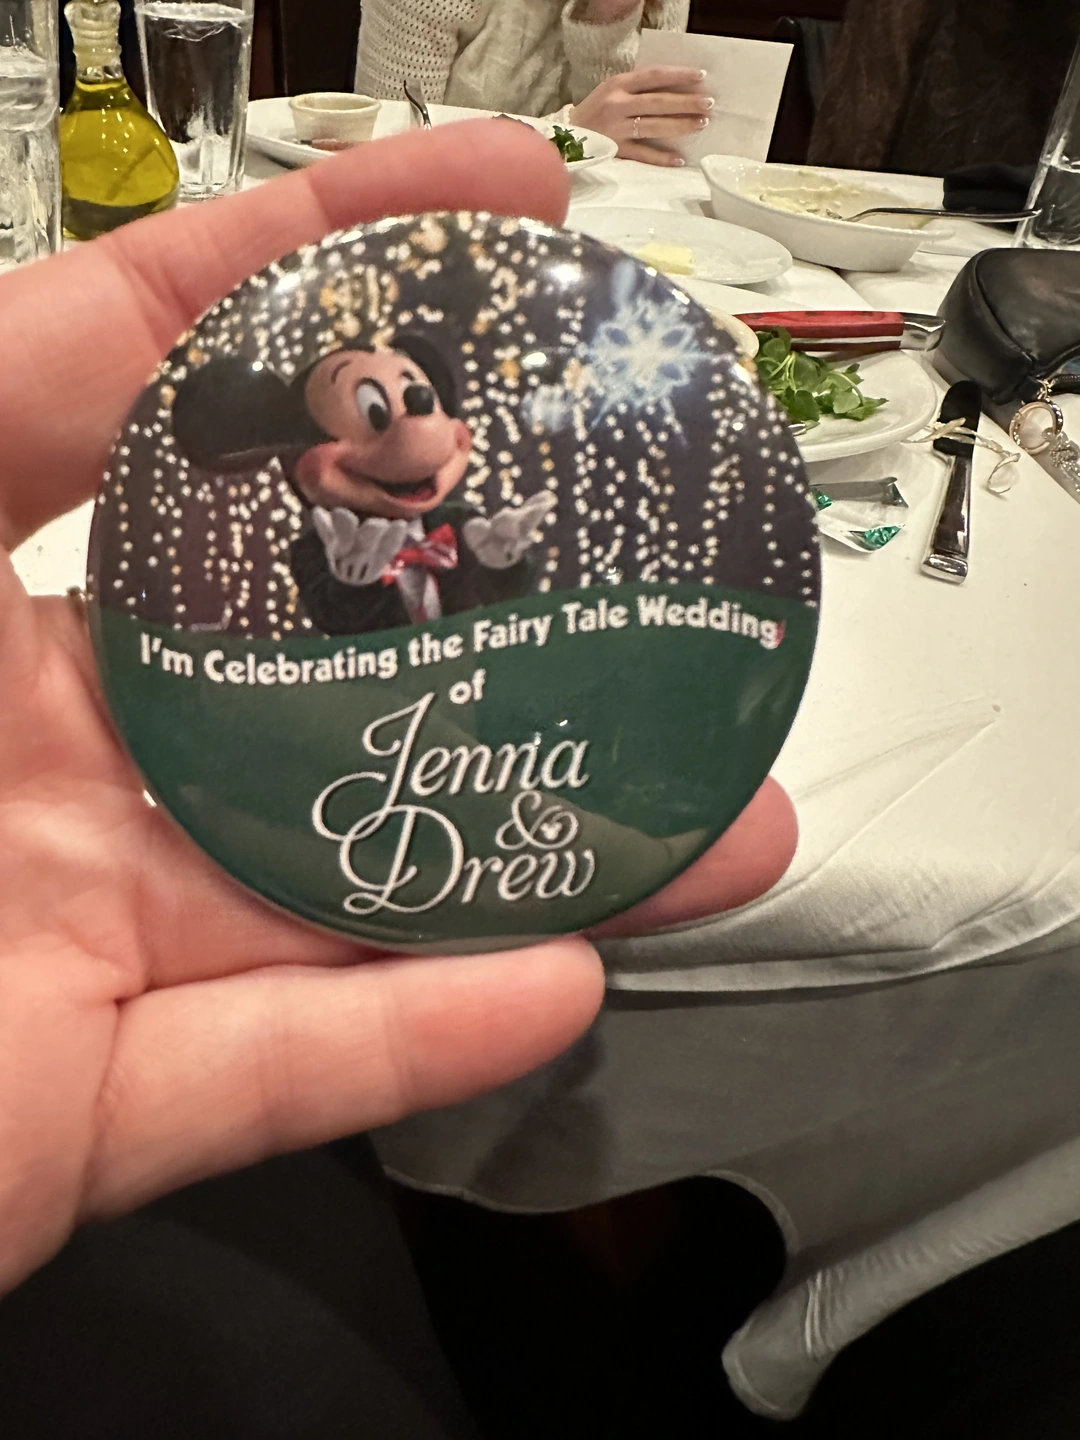 I'm Celebrating the Fairy Tale Wedding
of
Jenna
&
Drew